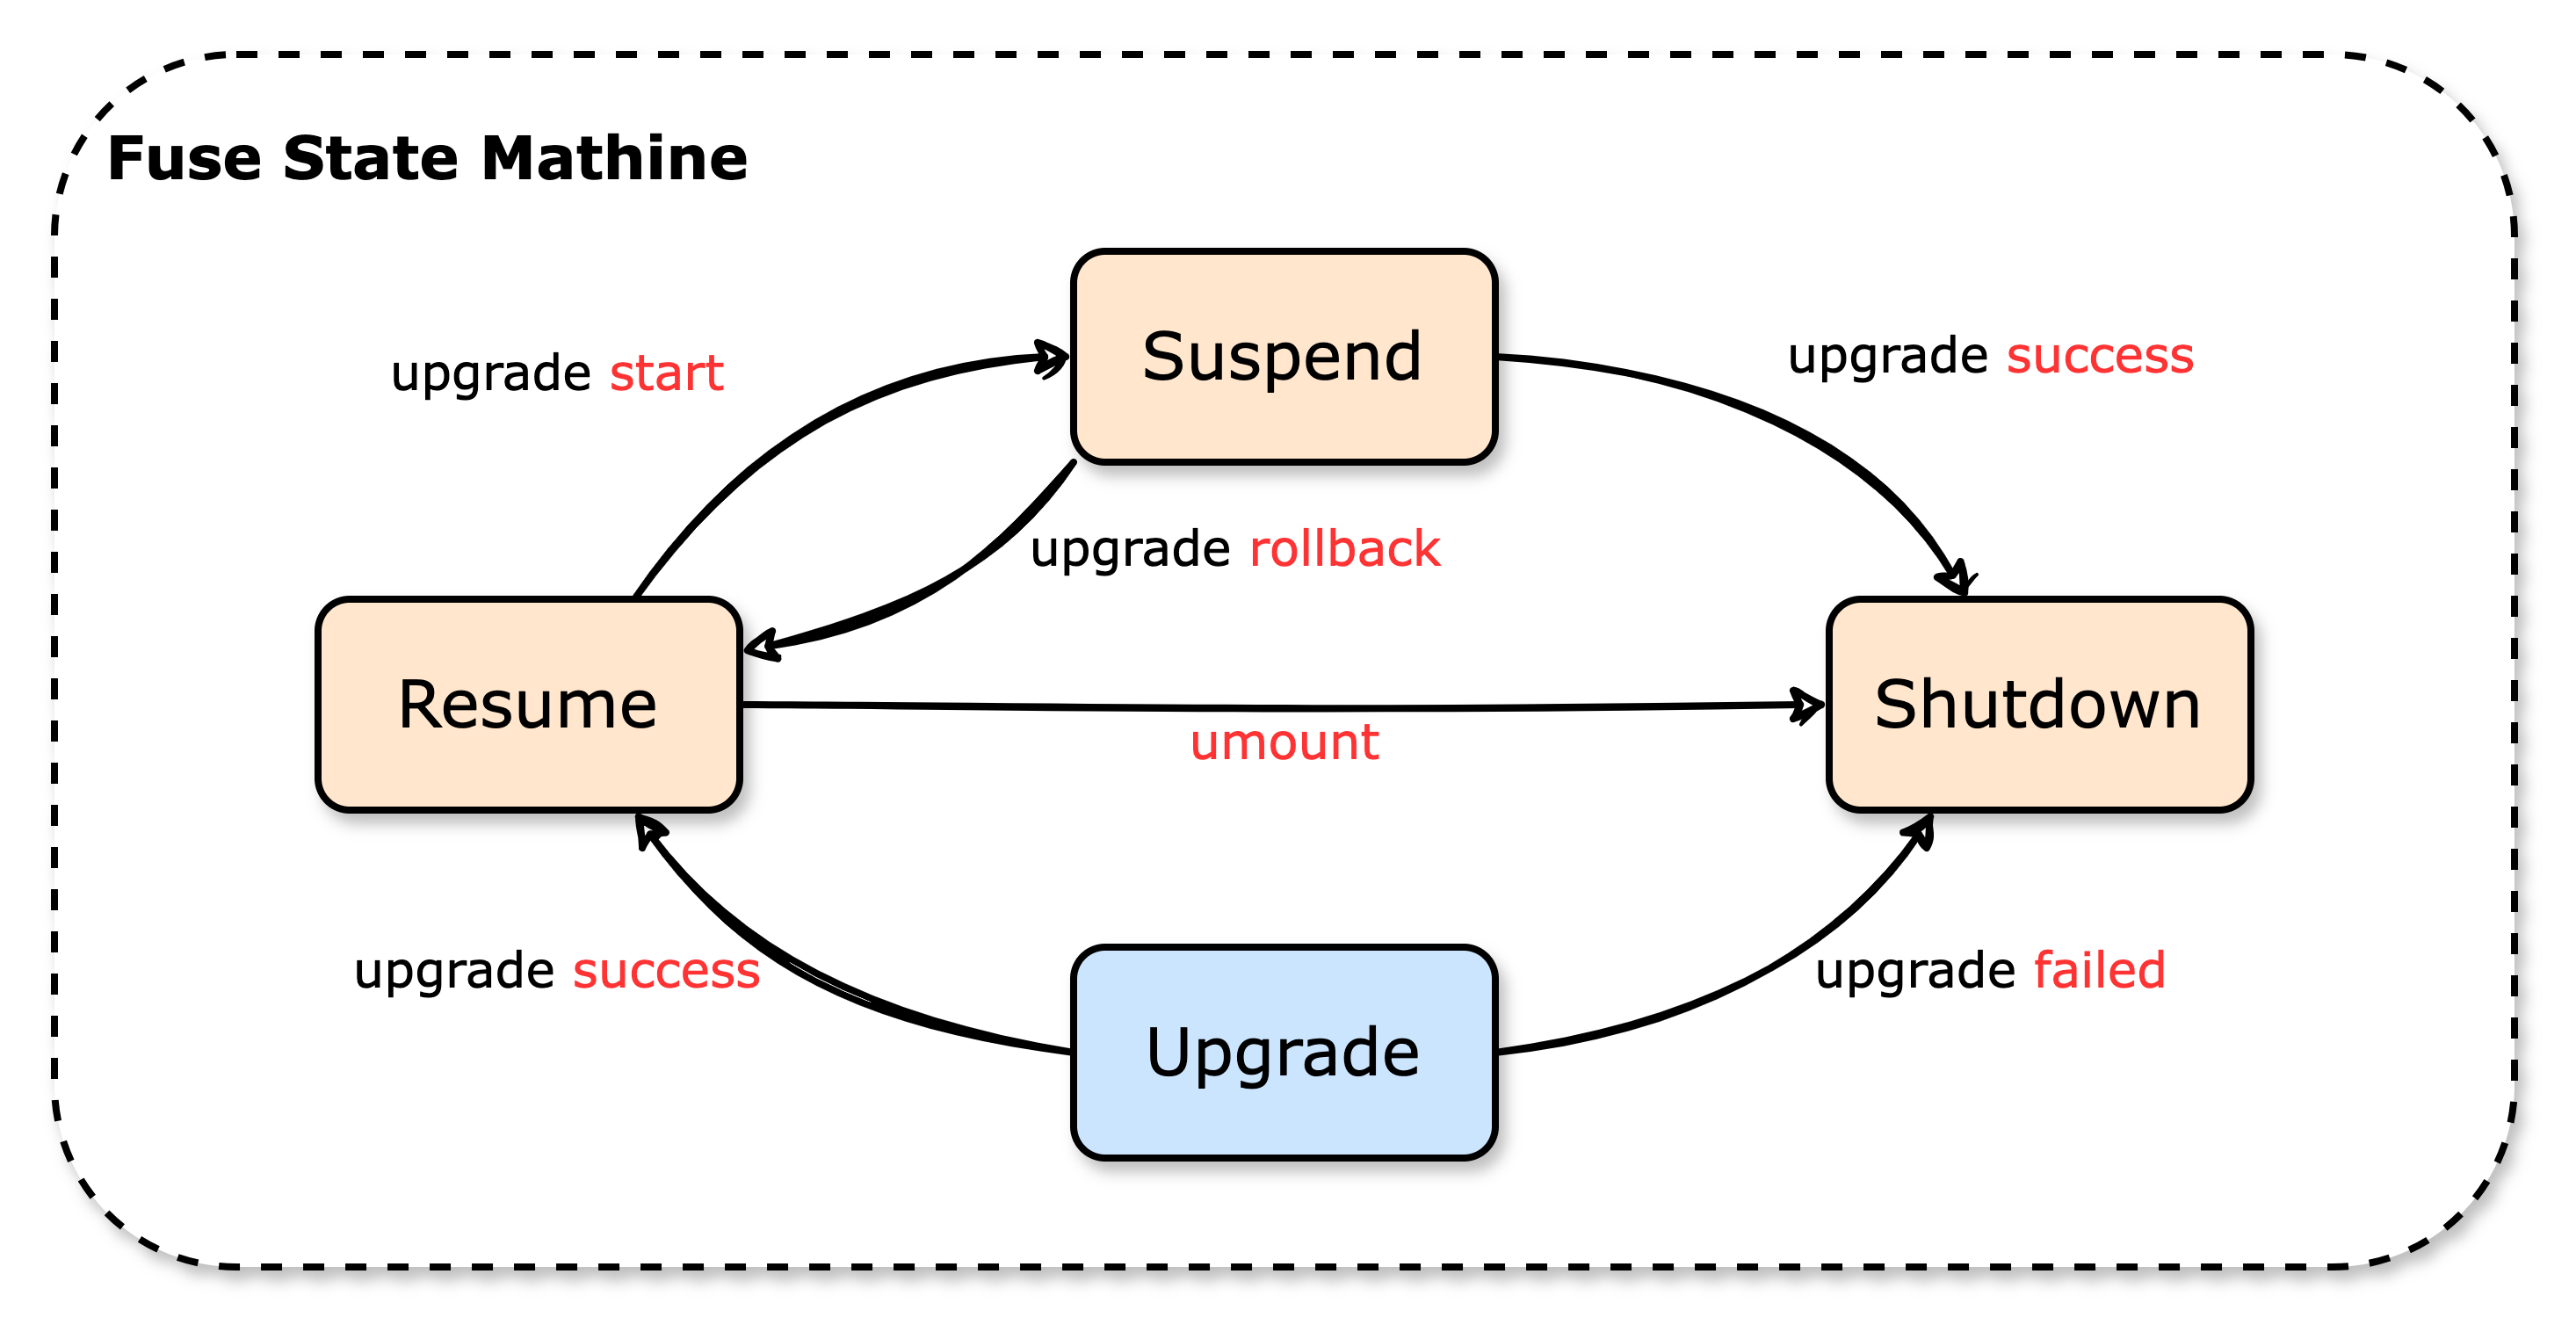 Fuse State Mathine
Suspend
upgrade start
upgrade success
upgrade rollback
Resume
Shutdown
umount
upgrade success
upgrade failed
Upgrade